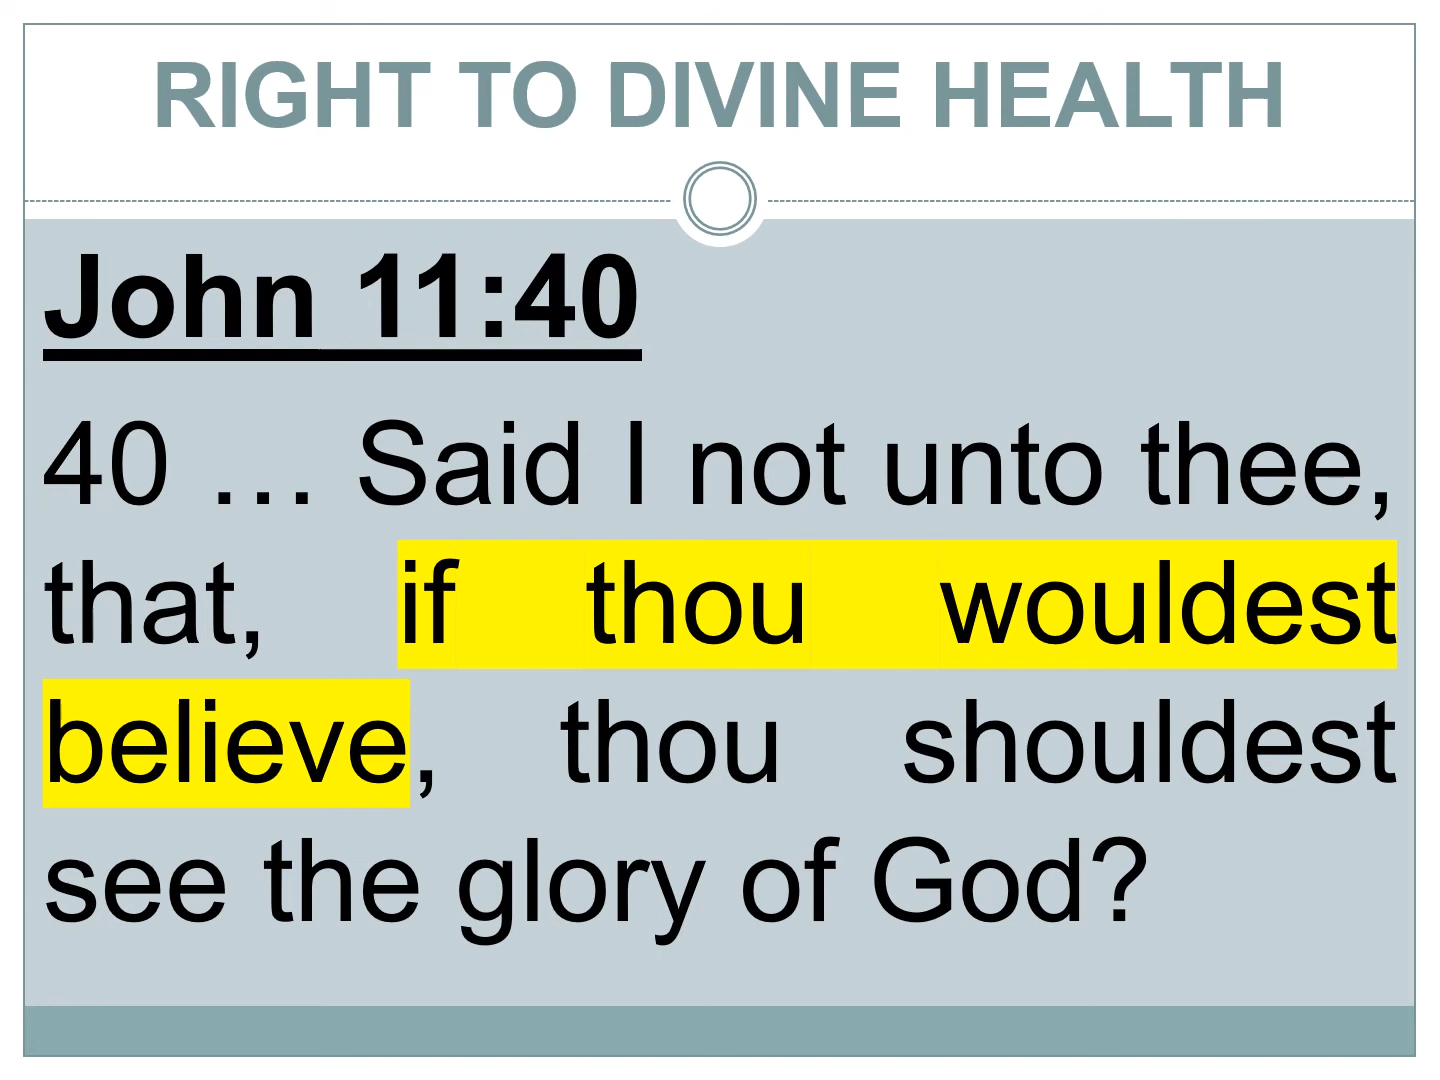 RIGHT TO DIVINE HEALTH
John 11:40
40 … Said I not unto thee,
that, if thou wouldest
believe, thou shouldest
see the glory of God?